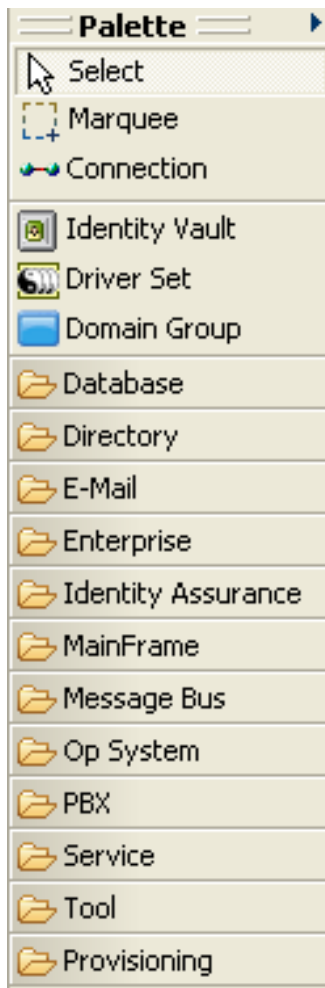 Palette
Select
Marquee
Connection
Identity Vault
Driver Set
Domain Group
Database
Directory
E-Mail
Enterprise
Identity Assurance
MainFrame
Message Bus
Op System
PBX
Service
Tool
Provisioning